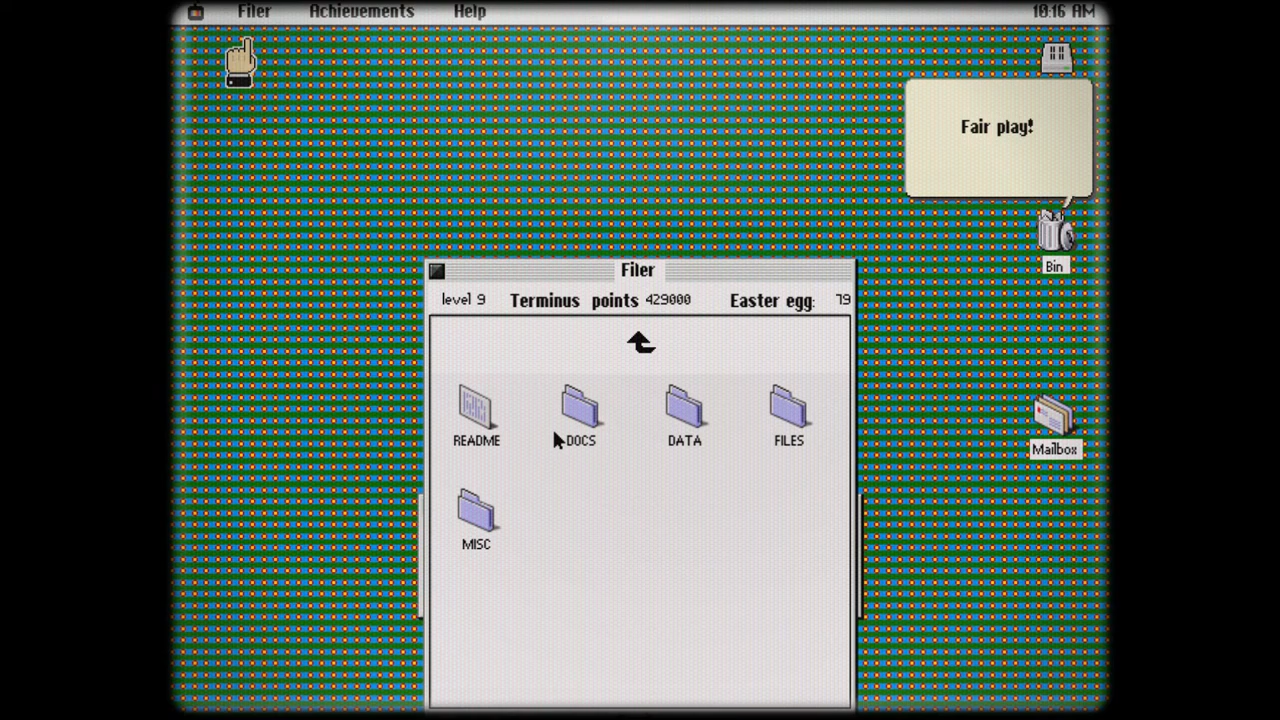 Filer Achievements Help 10:16 AM
Fair play!
Bin
Filer
level 9 Terminus points 429000 Easter egg: 79
README DOCS DATA FILES
Mailbox
MISC